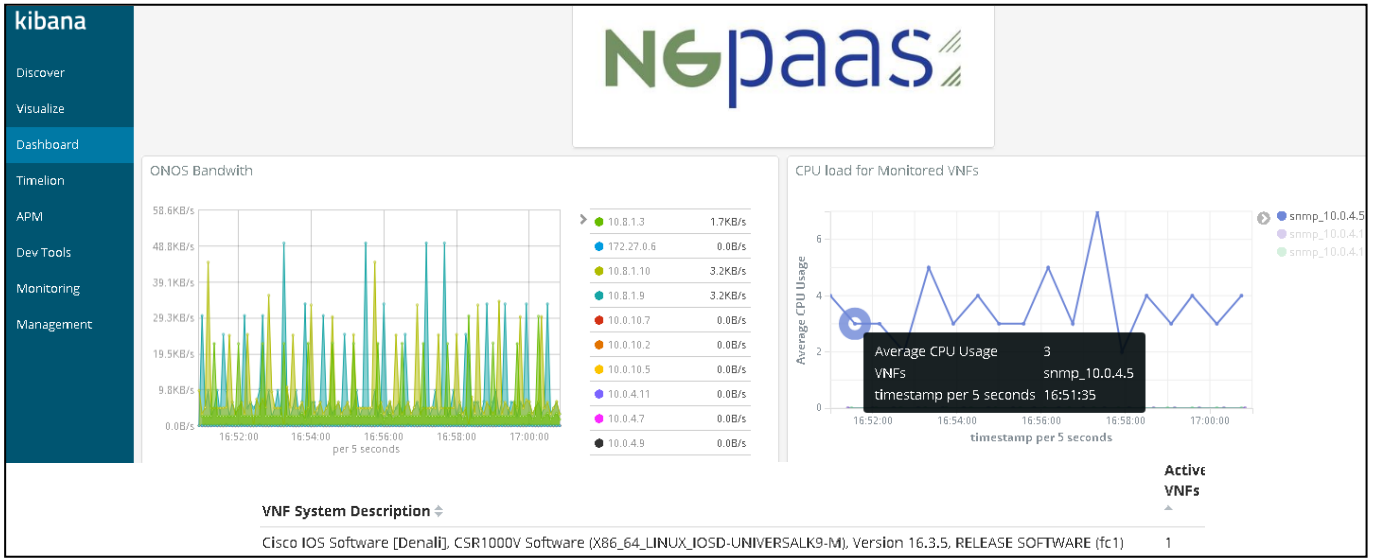 kibana
Discover
Visualize
Dashboard
Timelion
APM
Dev Tools
Monitoring
Management
NGpaas
ONOS Bandwith
58.6KB/s
48.8KB/s
39.1KB/s
29.3KB/s
19.5KB/s
9.8KB/s
0.0B/s
16:52:00 16:54:00 16:56:00 16:58:00 17:00:00
per 5 seconds
10.8.1.3 1.7KB/s
172.27.0.6 0.0B/s
10.8.1.10 3.2KB/s
10.8.1.9 3.2KB/s
10.0.10.7 0.0B/s
10.0.10.2 0.0B/s
10.0.10.5 0.0B/s
10.0.4.11 0.0B/s
10.0.4.7 0.0B/s
10.0.4.9 0.0B/s
CPU load for Monitored VNFs
Average CPU Usage
6
4
2
0
Average CPU Usage 3
VNFs snmp_10.0.4.5
timestamp per 5 seconds 16:51:35
16:52:00 16:54:00 16:56:00 16:58:00 17:00:00
timestamp per 5 seconds
snmp_10.0.4.5
snmp_10.0.4.1
snmp_10.0.4.1
VNF System Description
Active
VNFs
Cisco IOS Software [Denali], CSR1000V Software (X86_64_LINUX_IOSD-UNIVERSALK9-M), Version 16.3.5, RELEASE SOFTWARE (fc1) 1